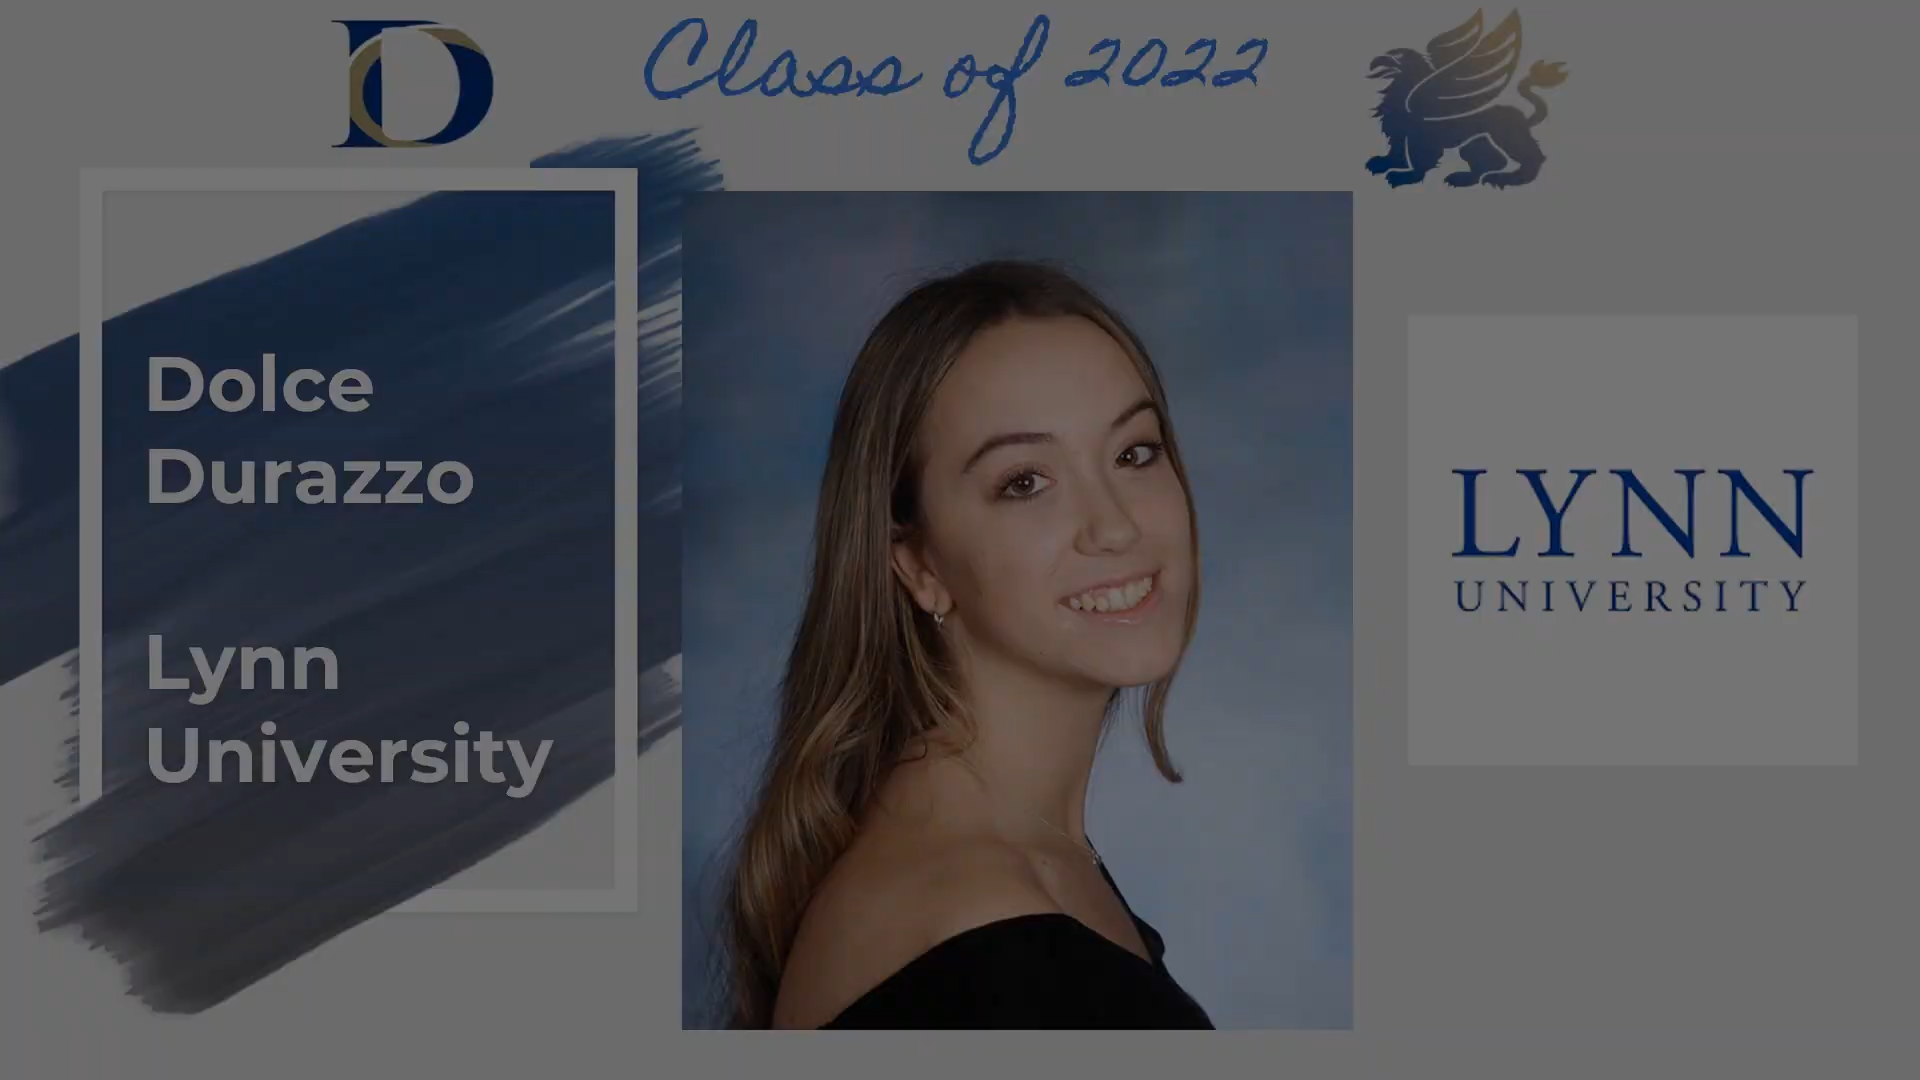 Class of 2022
Dolce
Durazzo
Lynn
University
LYNN
UNIVERSITY